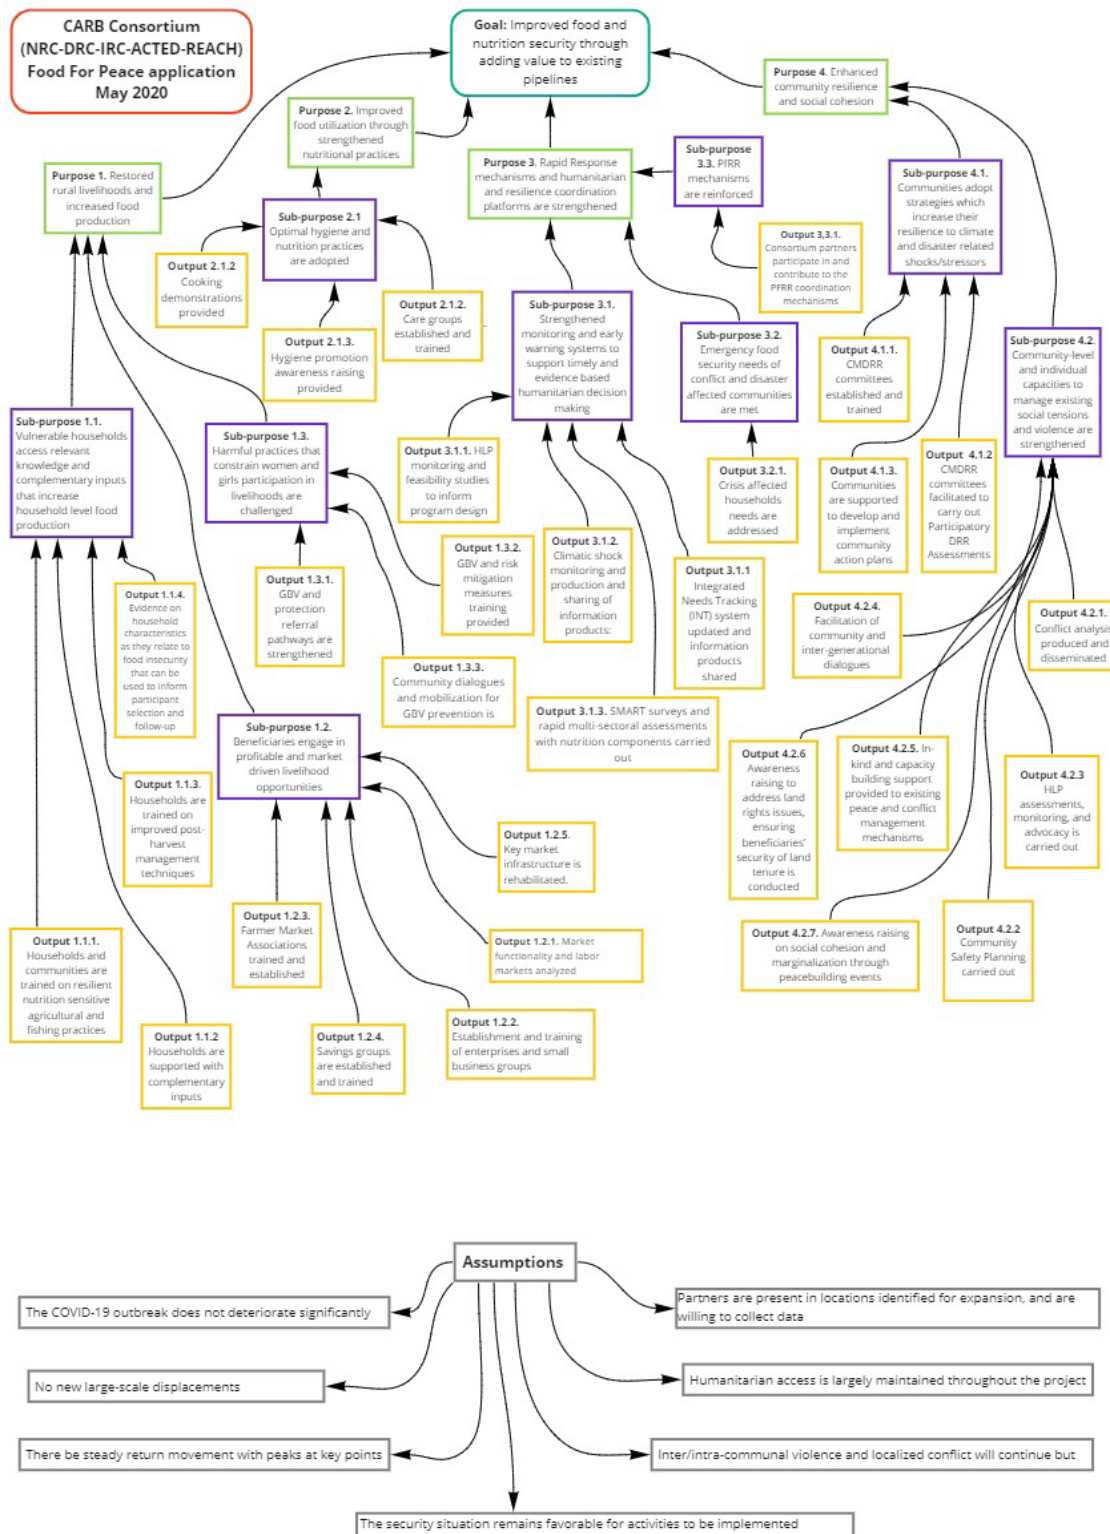 CARB Consortium
(NRC-DRC-IRC-ACTED-REACH)
Food For Peace application
May 2020
Goal: Improved food and
nutrition security through
adding value to existing
pipelines
Purpose 4. Enhanced
community resilience
and social cohesion
Purpose 2. Improved
food utilization through
strengthened
nutritional practices
Purpose 3. Rapid Response
mechanisms and humanitarian
and resilience coordination
platforms are strengthened
Sub-purpose
3.3. PfRR
mechanisms
are reinforced
Purpose 1. Restored
rural livelihoods and
increased food
production
Sub-purpose 4.1.
Communities adopt
strategies which
increase their
resilience to climate
and disaster related
shocks/stressors
Sub-purpose 2.1
Optimal hygiene and
nutrition practices
are adopted
Output 3,3.1.
Consortium partners
participate in and
contribute to the
PFRR coordination
mechanisms
Output 2.1.2
Cooking
demonstrations
provided
Output 2.1.2.
Care groups
established and
trained
Output 2.1.3.
Hygiene promotion
awareness raising
provided
Sub-purpose 3.1.
Strengthened
monitoring and early
warning systems to
support timely and
evidence based
humanitarian decision
making
Sub-purpose 3.2.
Emergency food
security needs of
conflict and disaster
affected communities
are met
Output 4.1.1.
CMDRR
committees
established and
trained
Sub-purpose 4.2.
Community-level
and individual
capacities to
manage existing
social tensions
and violence are
strengthened
Sub-purpose 1.1.
Vulnerable households
access relevant
knowledge and
complementary inputs
that increase
household level food
production
Sub-purpose 1.3.
Harmful practices that
constrain women and
girls participation in
livelihoods are
challenged
Output 3.1.1. HLP
monitoring and
feasibility studies
to inform
program design
Output 3.2.1.
Crisis affected
households
needs are
addressed
Output 4.1.3.
Communities
are supported
to develop and
implement
community
action plans
Output 4.1.2
CMDRR
committees
facilitated to
carry out
Participatory
DRR
Assessments
Output 1.3.2.
GBV and risk
mitigation
measures
training
provided
Output 3.1.2.
Climatic shock
monitoring and
production and
sharing of
information
products:
Output 3.1.1
Integrated
Needs Tracking
(INT) system
updated and
information
products
shared
Output 1.1.4.
Evidence on
household
characteristics
as they relate to
food insecurity
that can be
used to inform
participant
selection and
follow-up
Output 1.3.1.
GBV and
protection
referral
pathways are
strengthened
Output 4.2.4.
Facilitation of
community and
inter-generational
dialogues
Output 4.2.1.
Conflict analysis
produced and
disseminated
Output 1.3.3.
Community dialogues
and mobilization for
GBV prevention is
Output 3.1.3. SMART surveys and
rapid multi-sectoral assessments
with nutrition components carried
out
Sub-purpose 1.2.
Beneficiaries engage in
profitable and market
driven livelihood
opportunities
Output 4.2.6
Awareness
raising to
address land
rights issues,
ensuring
beneficiaries'
security of land
tenure is
conducted
Output 4.2.5. In-
kind and capacity
building support
provided to existing
peace and conflict
management
mechanisms
Output 4.2.3
HLP
assessments,
monitoring, and
advocacy is
carried out
Output 1.1.3.
Households are
trained on
improved post-
harvest
management
techniques
Output 1.2.5.
Key market
infrastructure is
rehabilitated.
Output 1.2.3.
Farmer Market
Associations
trained and
established
Output 1.2.1. Market
functionality and labor
markets analyzed
Output 4.2.7. Awareness raising
on social cohesion and
marginalization through
peacebuilding events
Output 4.2.2
Community
Safety Planning
carried out
Output 1.1.1.
Households and
communities are
trained on resilient
nutrition sensitive
agricultural and
fishing practices
Output 1.1.2
Households are
supported with
complementary
inputs
Output 1.2.4.
Savings groups
are established
and trained
Output 1.2.2.
Establishment and training
of enterprises and small
business groups
Assumptions
The COVID-19 outbreak does not deteriorate significantly
Partners are present in locations identified for expansion, and are
willing to collect data
No new large-scale displacements
Humanitarian access is largely maintained throughout the project
There be steady return movement with peaks at key points
Inter/intra-communal violence and localized conflict will continue but
The security situation remains favorable for activities to be implemented